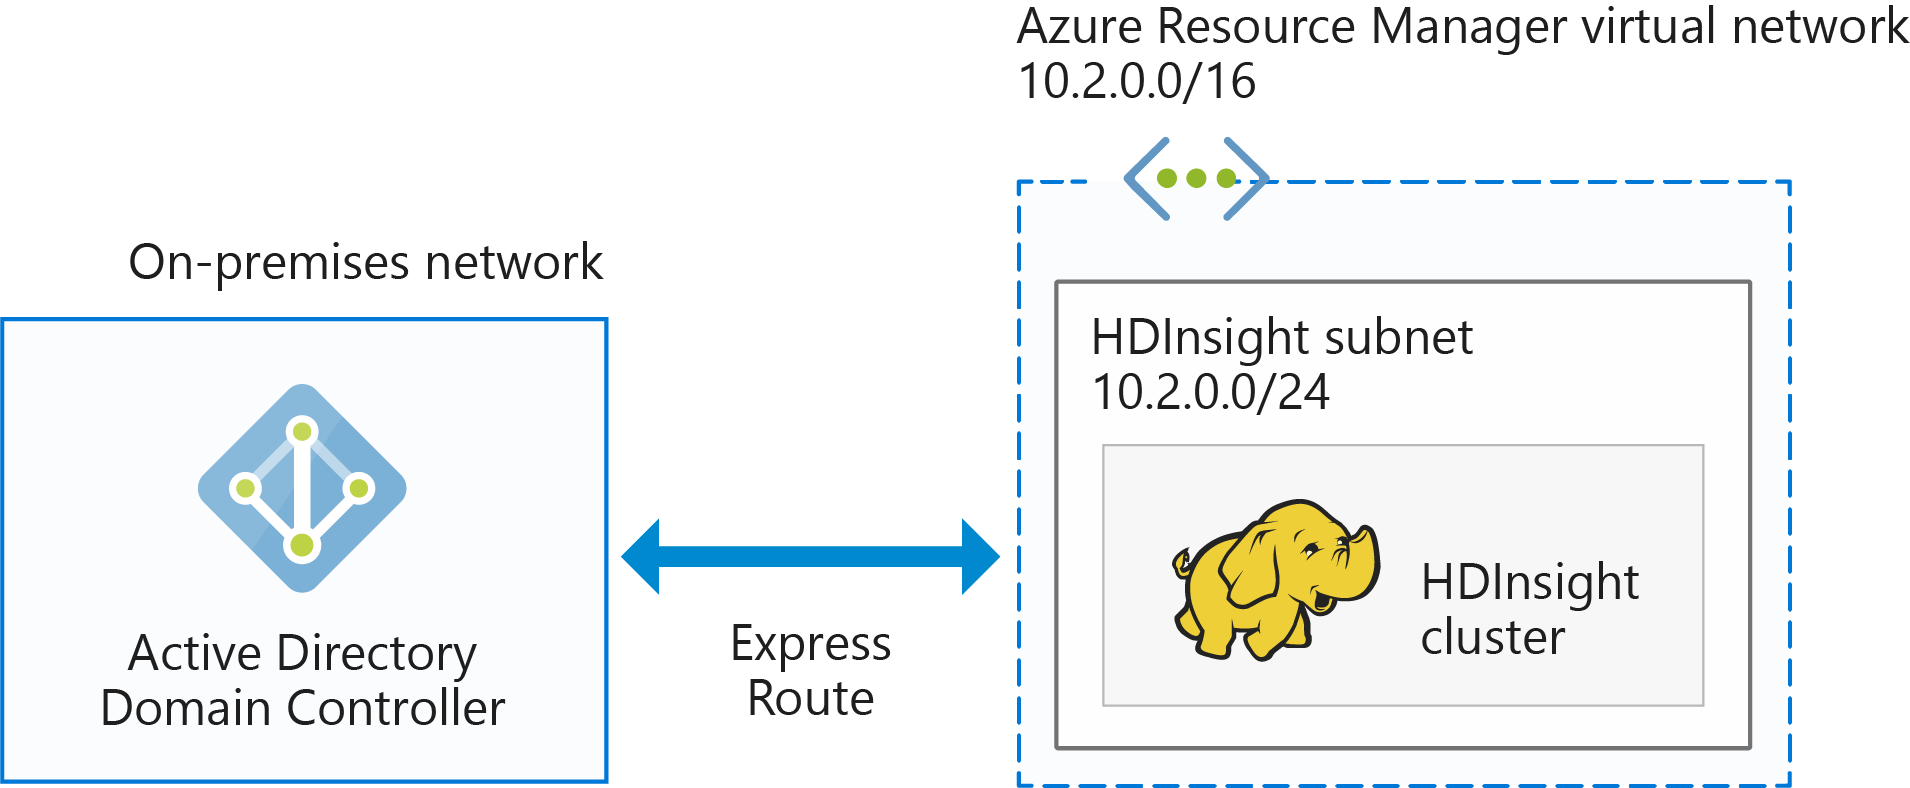 Azure Resource Manager virtual network
10.2.0.0/16
On-premises network
Active Directory
Domain Controller
Express
Route
HDInsight subnet
10.2.0.0/24
HDInsight
cluster